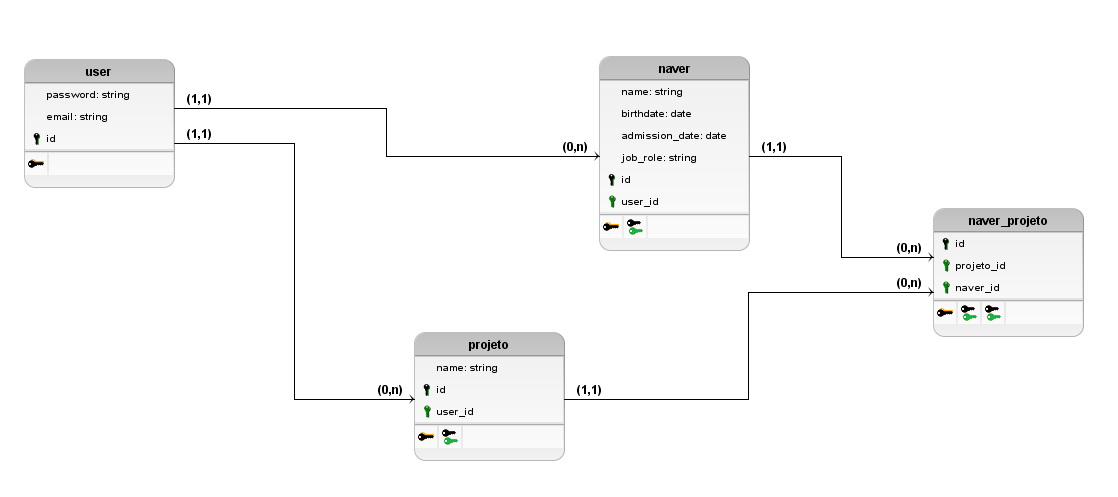 user
password: string
email: string
id
(1,1)
(1,1)
(0,n)
naver
name: string
birthdate: date
admission_date: date
job_role: string
id
user_id
(1,1)
(0,n)
(0,n)
naver_projeto
id
projeto_id
naver_id
(0,n)
projeto
name: string
id
user_id
(1,1)